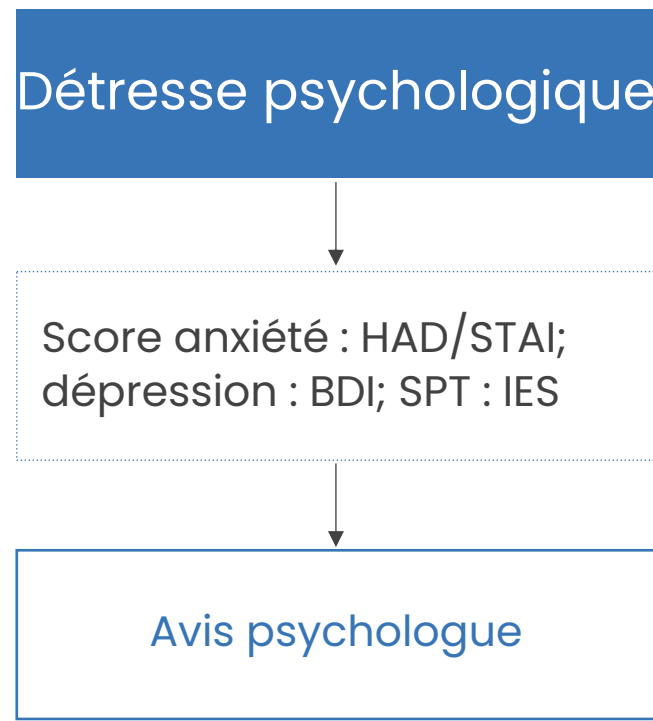 Détresse psychologique
Score anxiété : HAD/STAI;
dépression : BDI; SPT : IES
Avis psychologue